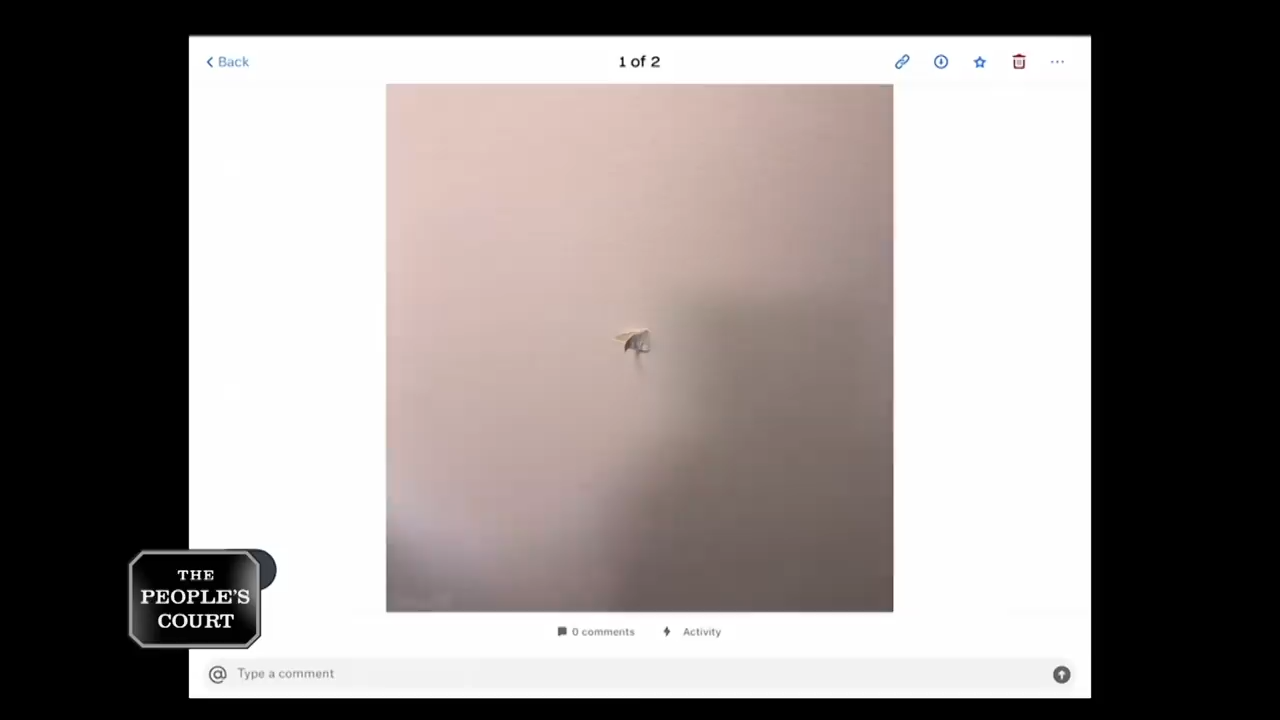 Back
1 of 2
0 comments
Activity
@ Type a comment
THE
PEOPLE'S
COURT